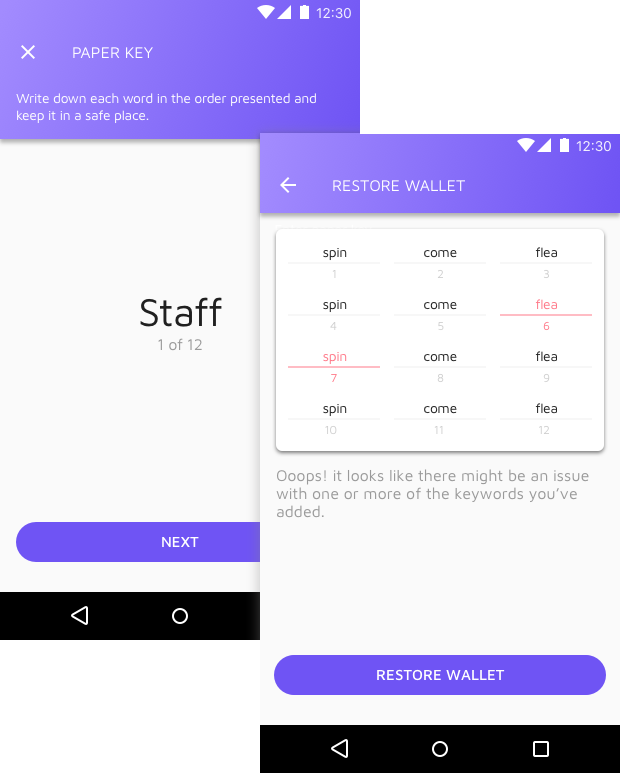 12:30
PAPER KEY
Write down each word in the order presented and
keep it in a safe place.
Staff
1 of 12
NEXT
12:30
RESTORE WALLET
spin come flea
1 2 3
spin come flea
4 5 6
spin come flea
7 8 9
spin come flea
10 11 12
Ooops! it looks like there might be an issue
with one or more of the keywords you’ve
added.
RESTORE WALLET